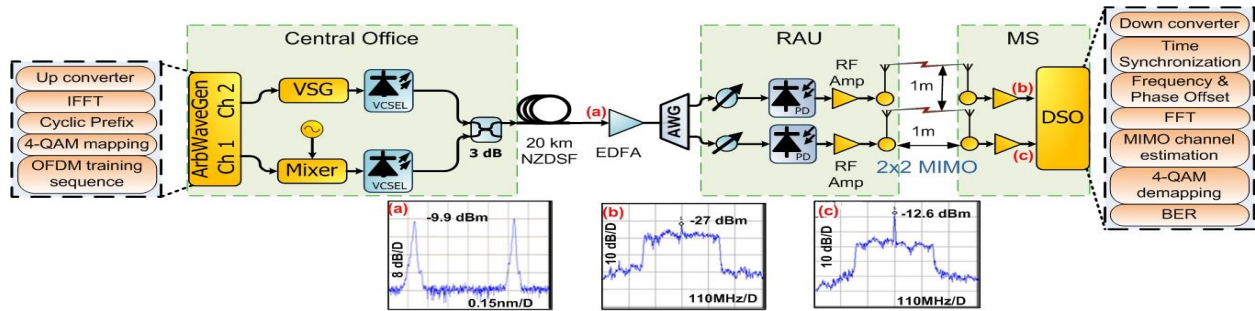 Central Office
RAU
MS
Up converter
IFFT
Cyclic Prefix
4-QAM mapping
OFDM training
sequence
ArbWaveGen
Ch 1 Ch 2
VSG
Mixer
VCSEL
VCSEL
3 dB
20 km
NZDSF
(a)
EDFA
AWG
PD
PD
RF
Amp
RF
Amp
1m
1m
2x2 MIMO
(b)
(c)
DSO
Down converter
Time
Synchronization
Frequency &
Phase Offset
FFT
MIMO channel
estimation
4-QAM
demapping
BER
(a)
-9.9 dBm
8 dB/D
0.15nm/D
(b)
-27 dBm
10 dB/D
110MHz/D
(c)
-12.6 dBm
10 dB/D
110MHz/D